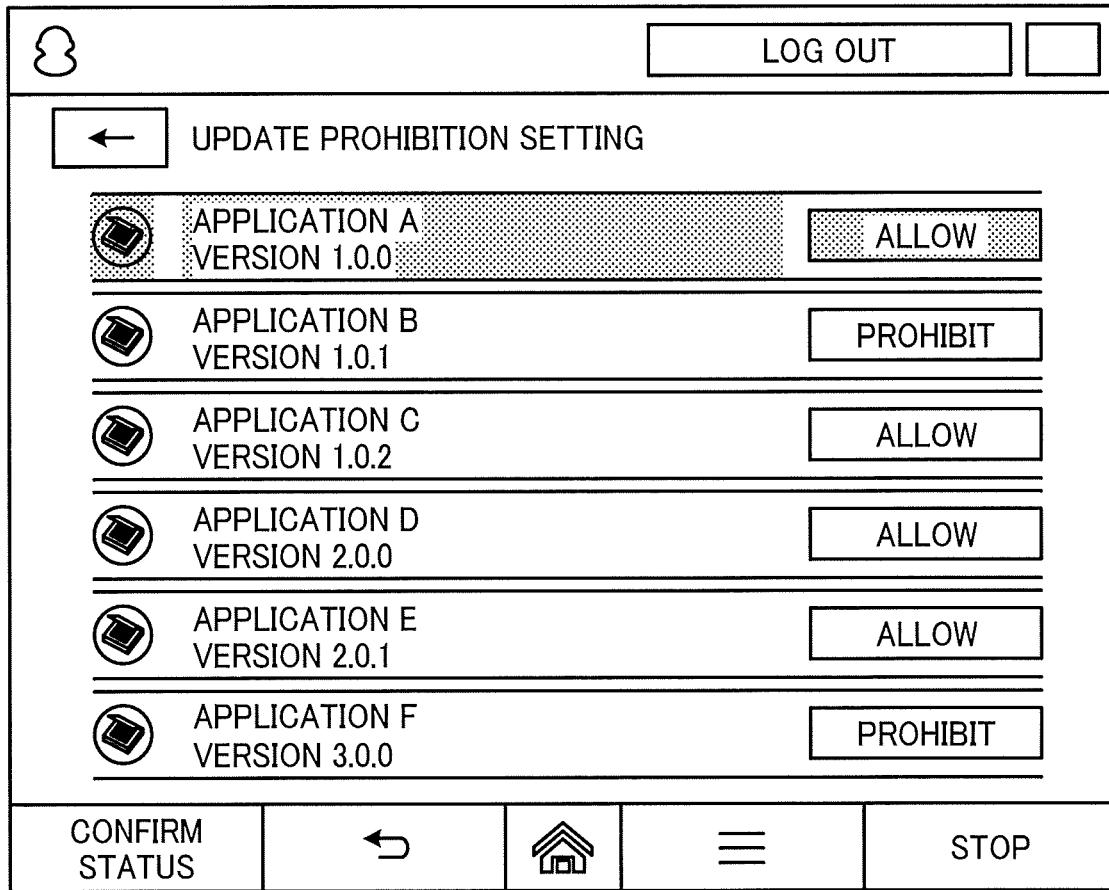 LOG OUT
UPDATE PROHIBITION SETTING
APPLICATION A
VERSION 1.0.0
ALLOW
APPLICATION B
VERSION 1.0.1
PROHIBIT
APPLICATION C
VERSION 1.0.2
ALLOW
APPLICATION D
VERSION 2.0.0
ALLOW
APPLICATION E
VERSION 2.0.1
ALLOW
APPLICATION F
VERSION 3.0.0
PROHIBIT
CONFIRM
STATUS
STOP